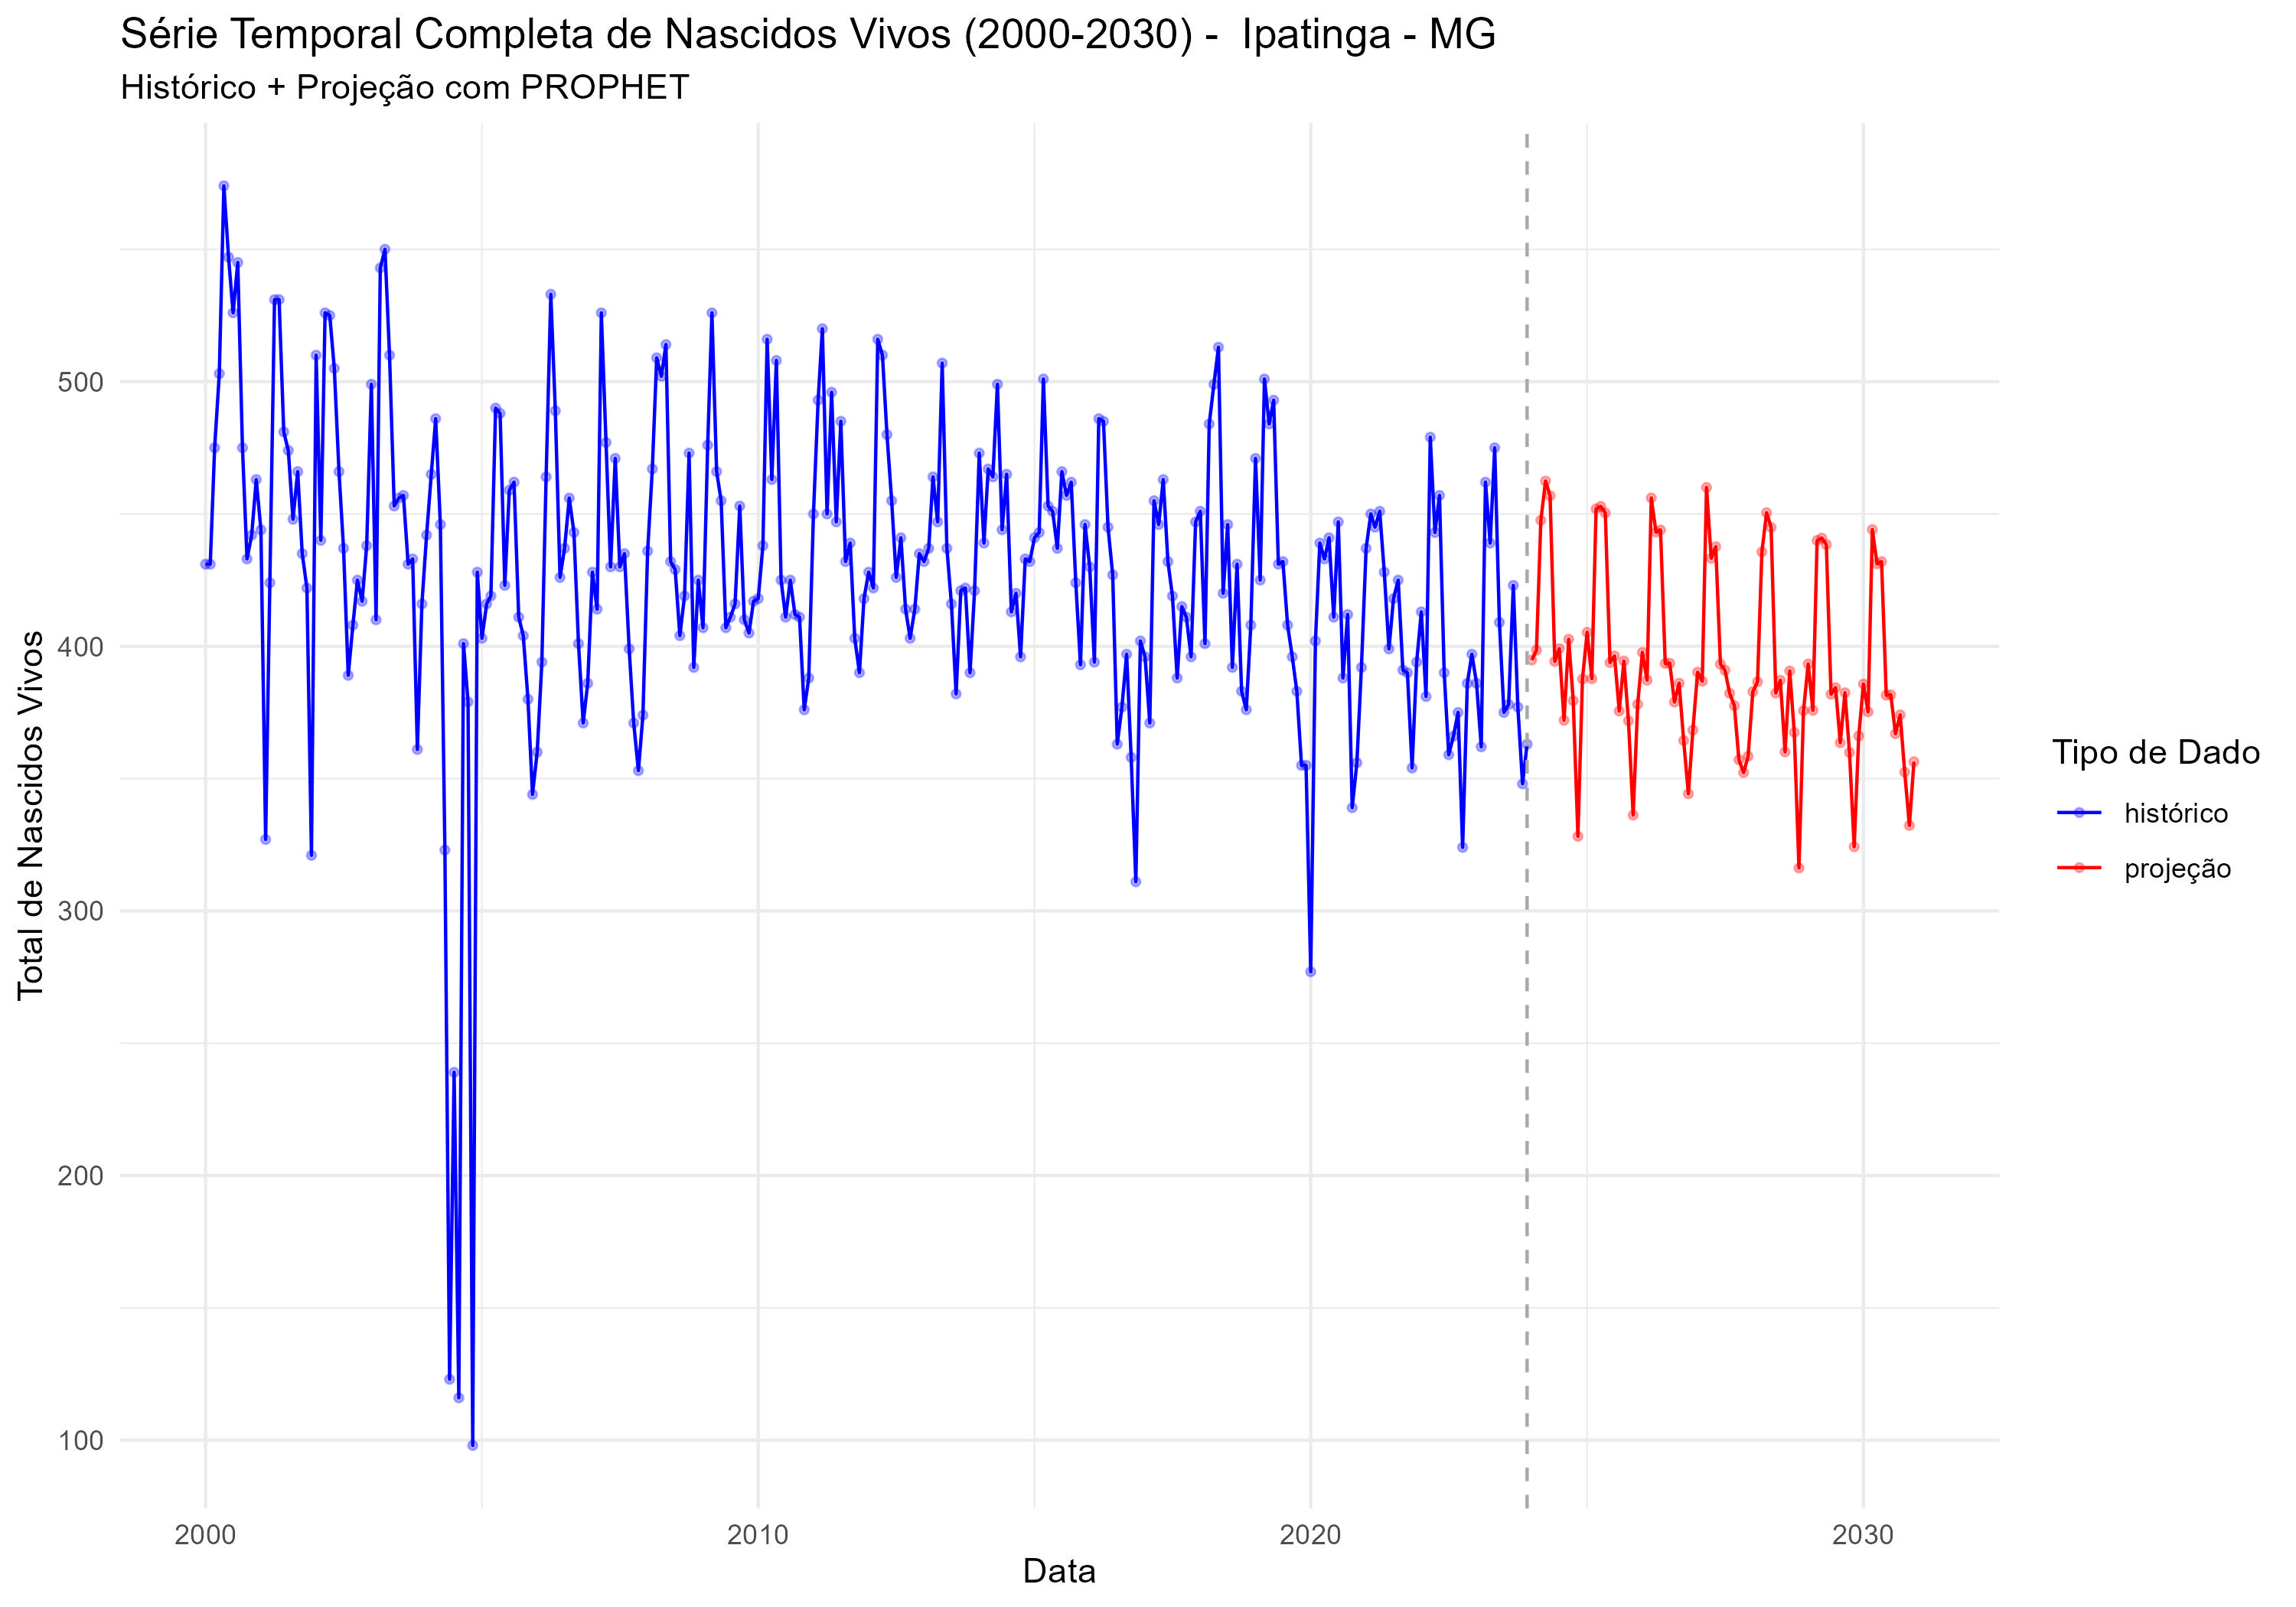 Série Temporal Completa de Nascidos Vivos (2000-2030) -  Ipatinga - MG
Histórico + Projeção com PROPHET
Total de Nascidos Vivos
500
400
300
200
100
2000
2010
2020
2030
Data
Tipo de Dado
histórico
projeção